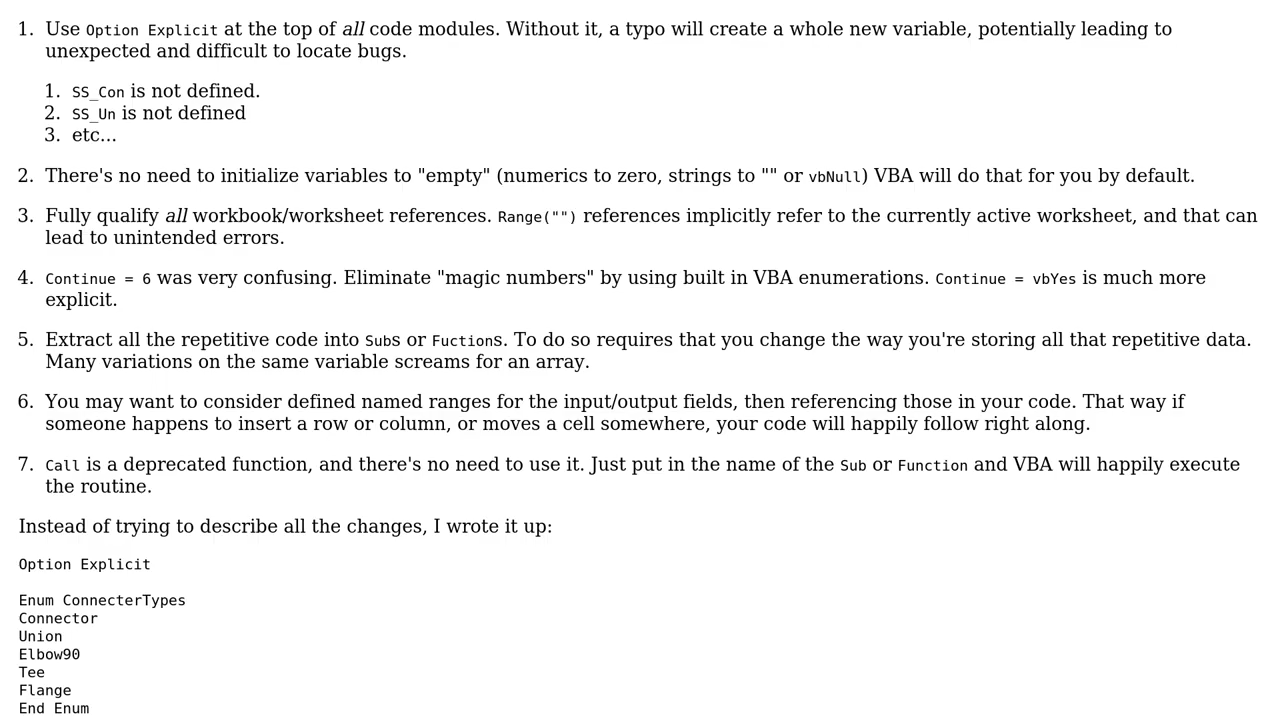 1. Use Option Explicit at the top of all code modules. Without it, a typo will create a whole new variable, potentially leading to
unexpected and difficult to locate bugs.
1. SS_Con is not defined.
2. SS_Un is not defined
3. etc...
2. There's no need to initialize variables to "empty" (numerics to zero, strings to "" or vbNull) VBA will do that for you by default.
3. Fully qualify all workbook/worksheet references. Range("") references implicitly refer to the currently active worksheet, and that can
lead to unintended errors.
4. Continue = 6 was very confusing. Eliminate "magic numbers" by using built in VBA enumerations. Continue = vbYes is much more
explicit.
5. Extract all the repetitive code into Subs or Fuctions. To do so requires that you change the way you're storing all that repetitive data.
Many variations on the same variable screams for an array.
6. You may want to consider defined named ranges for the input/output fields, then referencing those in your code. That way if
someone happens to insert a row or column, or moves a cell somewhere, your code will happily follow right along.
7. Call is a deprecated function, and there's no need to use it. Just put in the name of the Sub or Function and VBA will happily execute
the routine.
Instead of trying to describe all the changes, I wrote it up:
Option Explicit
Enum ConnecterTypes
Connector
Union
Elbow90
Tee
Flange
End Enum